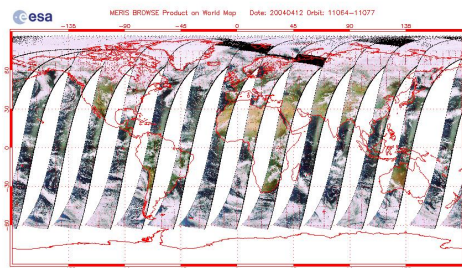 esa
MERIS BROWSE Product on World Map Date: 20040412 Orbit: 11064-11077
-135 -90 -45 0 45 90 135
0